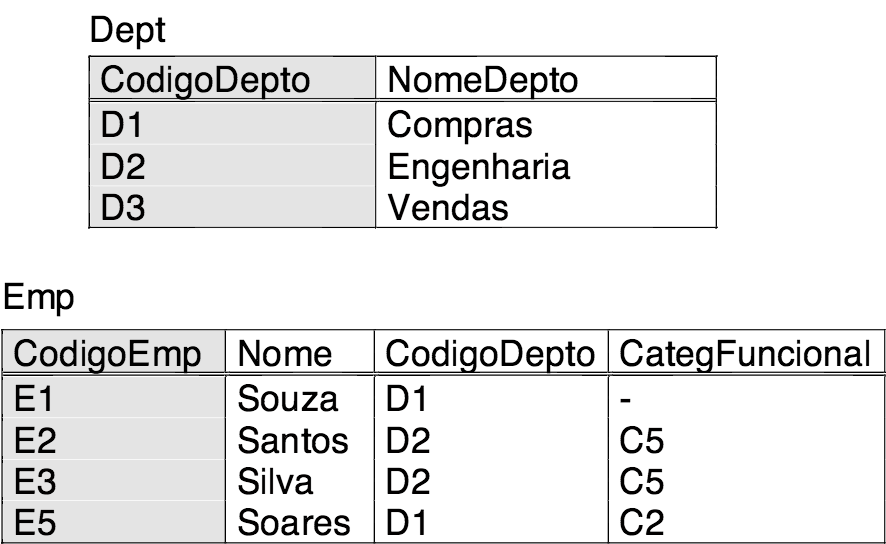 Dept
CodigoDepto NomeDepto
D1 Compras
D2 Engenharia
D3 Vendas
Emp
CodigoEmp Nome CodigoDepto CategFuncional
E1 Souza D1 -
E2 Santos D2 C5
E3 Silva D2 C5
E5 Soares D1 C2